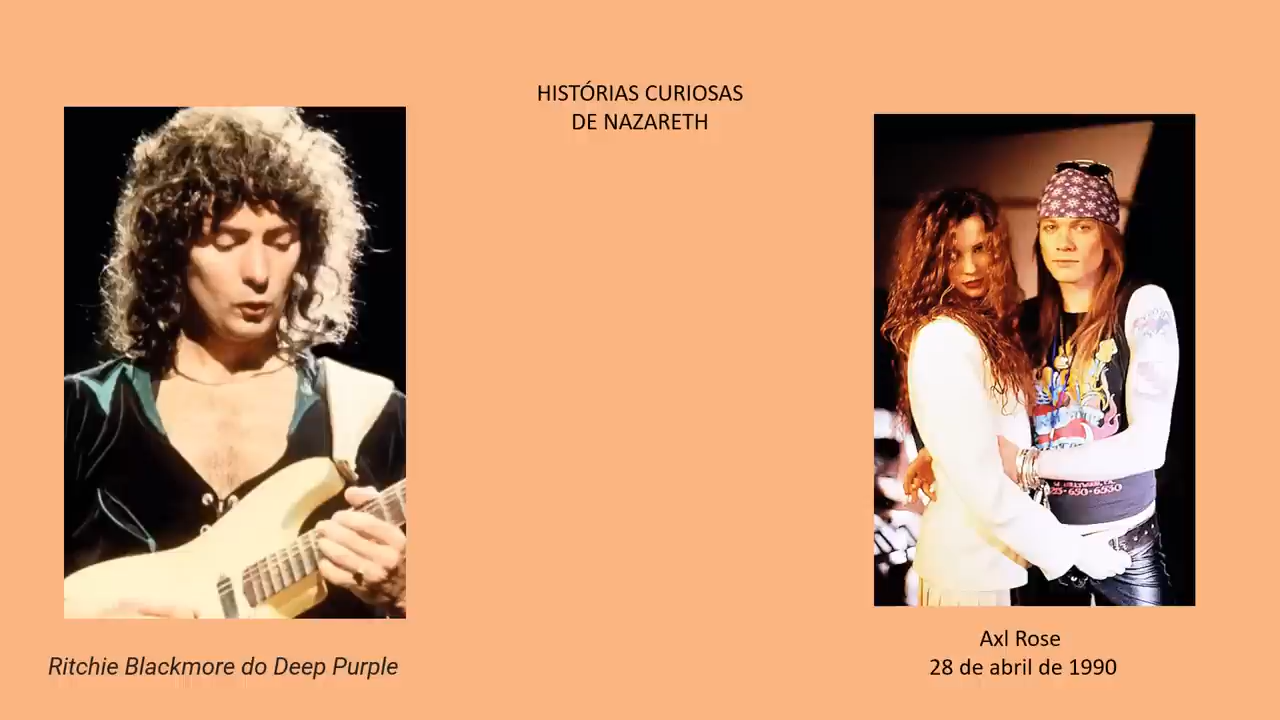 HISTÓRIAS CURIOSAS
DE NAZARETH
Ritchie Blackmore do Deep Purple
Axl Rose
28 de abril de 1990